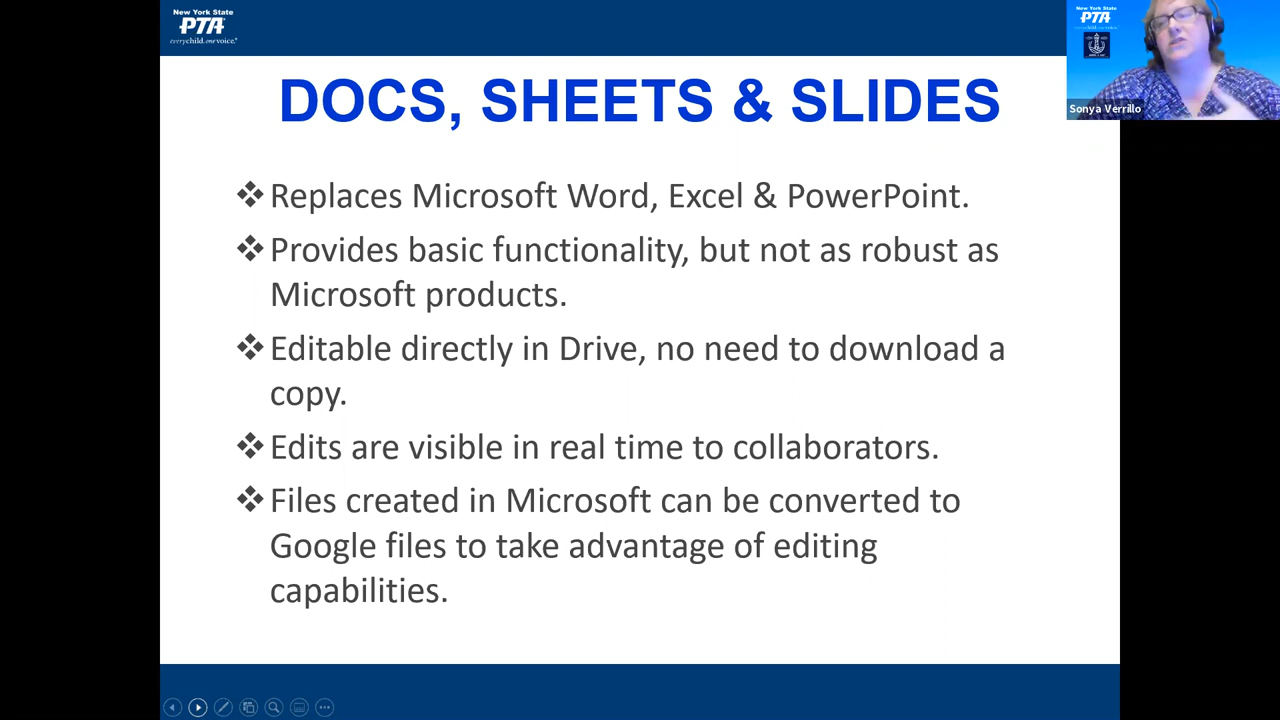 New York State
PTA
everychild.onevoice.®
New York State
PTA
Sonya Verrillo
DOCS, SHEETS & SLIDES
❖Replaces Microsoft Word, Excel & PowerPoint.
❖Provides basic functionality, but not as robust as
Microsoft products.
❖Editable directly in Drive, no need to download a
copy.
❖Edits are visible in real time to collaborators.
❖Files created in Microsoft can be converted to
Google files to take advantage of editing
capabilities.